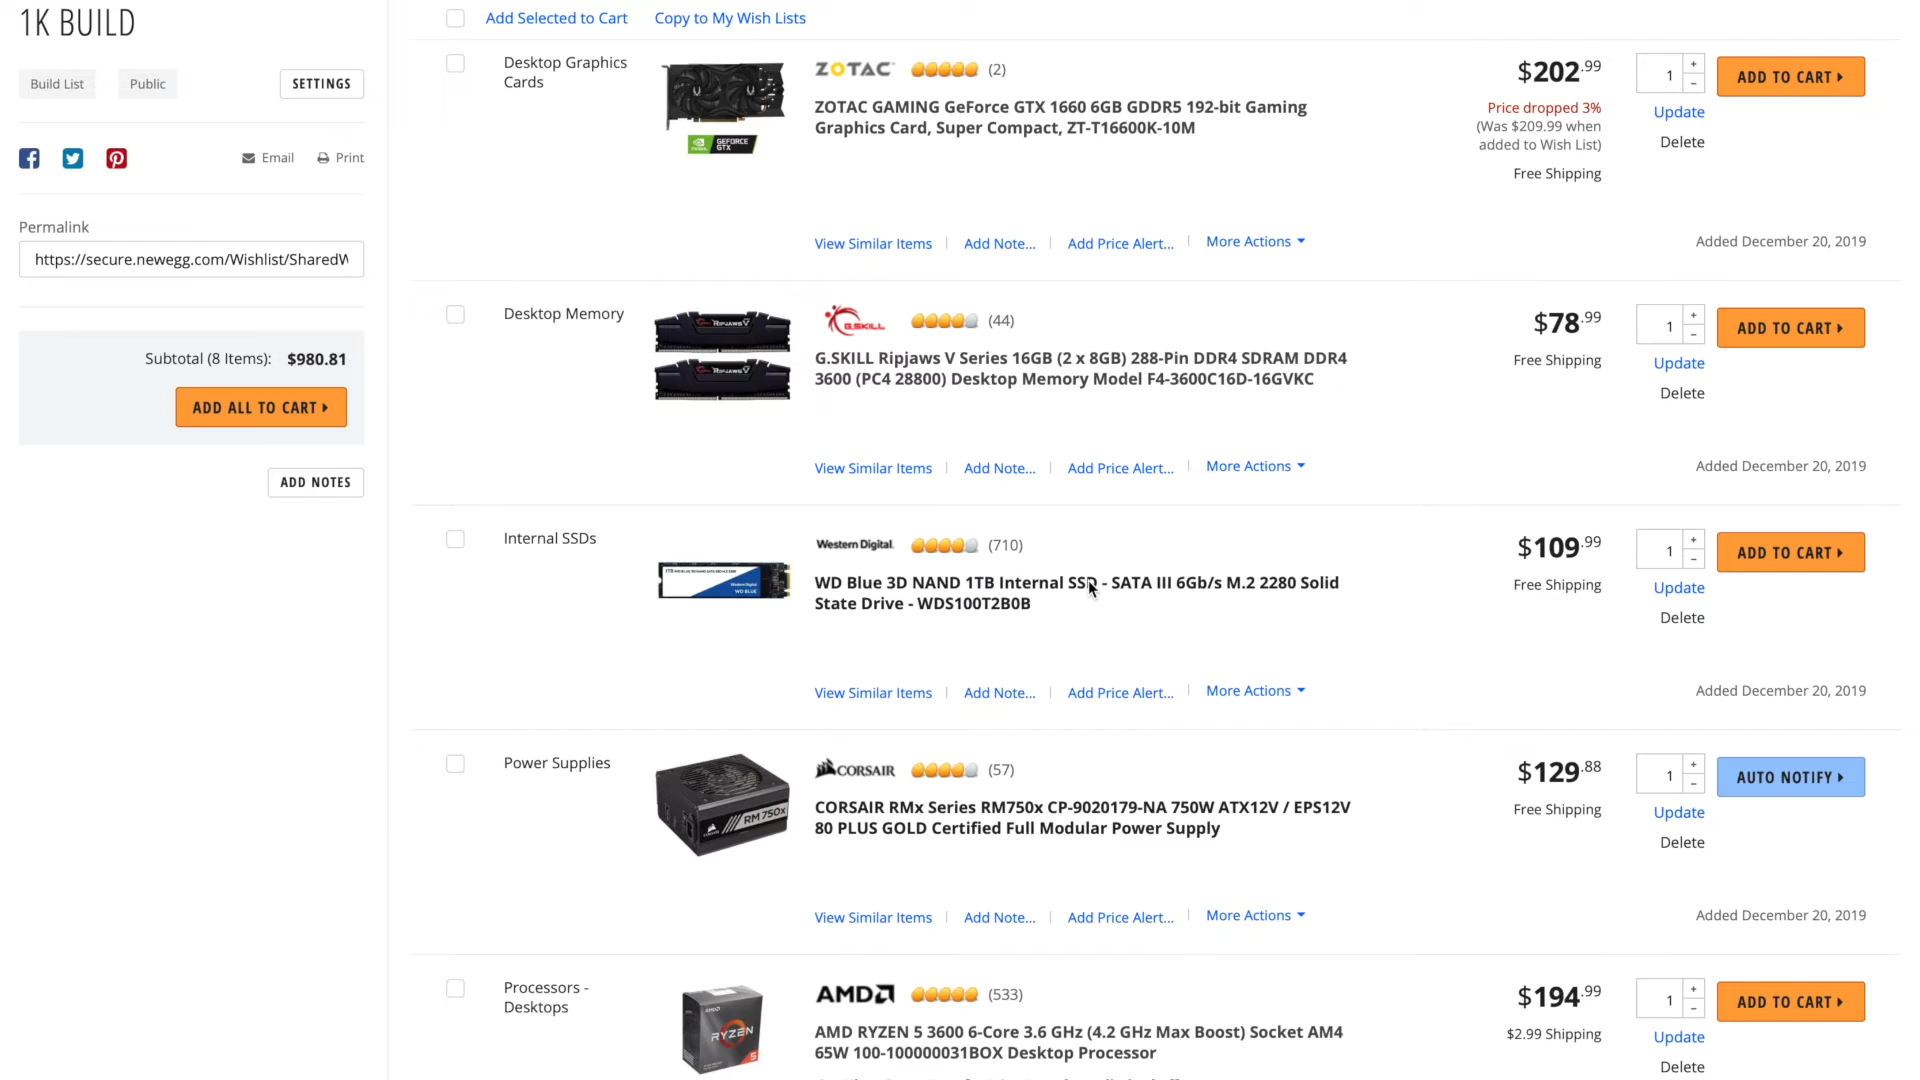 1K BUILD
Build List
Public
SETTINGS
Email
Print
Permalink
https://secure.newegg.com/Wishlist/SharedW
Subtotal (8 Items): $980.81
ADD ALL TO CART
ADD NOTES
Add Selected to Cart
Copy to My Wish Lists
Desktop Graphics
Cards
GEFORCE
GTX
ZOTAC
(2)
ZOTAC GAMING GeForce GTX 1660 6GB GDDR5 192-bit Gaming
Graphics Card, Super Compact, ZT-T16600K-10M
$202.99
Price dropped 3%
(Was $209.99 when
added to Wish List)
Free Shipping
1
+
−
ADD TO CART
Update
Delete
View Similar Items
Add Note...
Add Price Alert...
More Actions
Added December 20, 2019
Desktop Memory
RIPJAWS
RIPJAWS
G.SKILL
(44)
G.SKILL Ripjaws V Series 16GB (2 x 8GB) 288-Pin DDR4 SDRAM DDR4
3600 (PC4 28800) Desktop Memory Model F4-3600C16D-16GVKC
$78.99
Free Shipping
1
+
−
ADD TO CART
Update
Delete
View Similar Items
Add Note...
Add Price Alert...
More Actions
Added December 20, 2019
Internal SSDs
WD BLUE
Western Digital.
(710)
WD Blue 3D NAND 1TB Internal SSD - SATA III 6Gb/s M.2 2280 Solid
State Drive - WDS100T2B0B
$109.99
Free Shipping
1
+
−
ADD TO CART
Update
Delete
View Similar Items
Add Note...
Add Price Alert...
More Actions
Added December 20, 2019
Power Supplies
RM 750x
CORSAIR
(57)
CORSAIR RMx Series RM750x CP-9020179-NA 750W ATX12V / EPS12V
80 PLUS GOLD Certified Full Modular Power Supply
$129.88
Free Shipping
1
+
−
AUTO NOTIFY
Update
Delete
View Similar Items
Add Note...
Add Price Alert...
More Actions
Added December 20, 2019
Processors -
Desktops
AMD
RYZEN
5
AMD
(533)
AMD RYZEN 5 3600 6-Core 3.6 GHz (4.2 GHz Max Boost) Socket AM4
65W 100-100000031BOX Desktop Processor
$194.99
$2.99 Shipping
1
+
−
ADD TO CART
Update
Delete